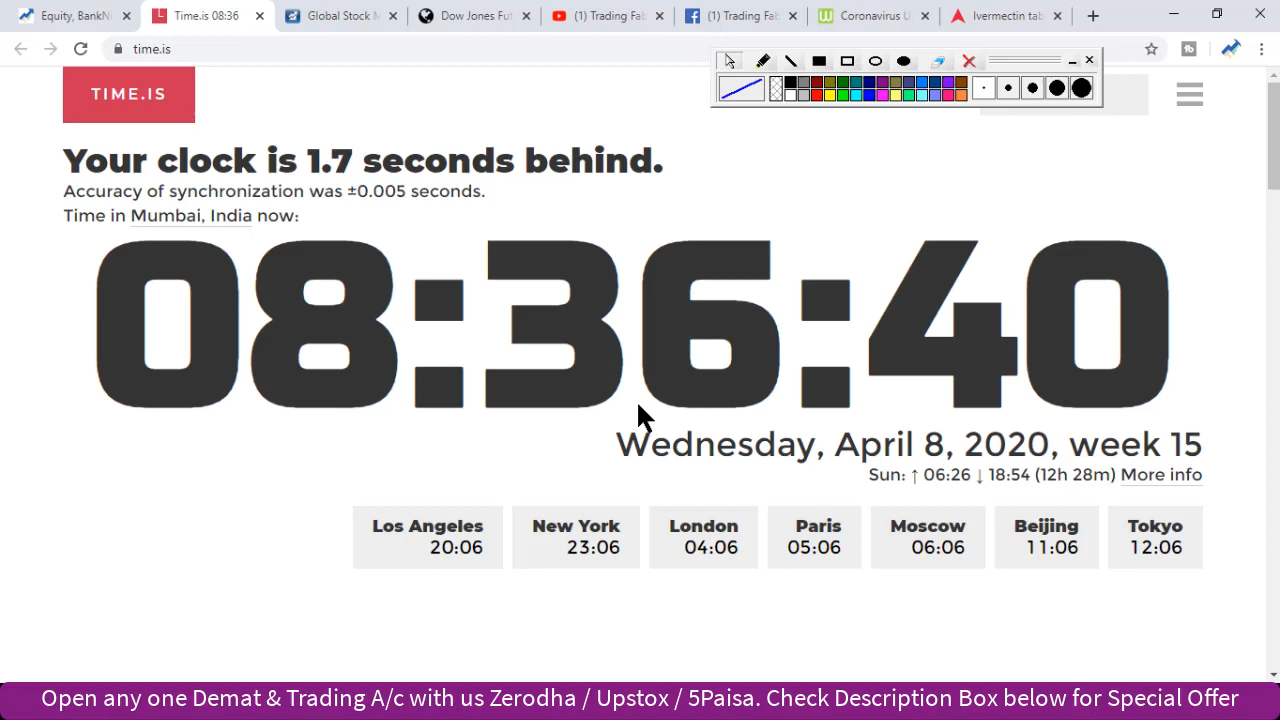 Equity, BankNi
Time.is 08:36
Global Stock M
Dow Jones Fut
(1) Trading Fab
(1) Trading Fab
Coronavirus U
Ivermectin tab
time.is
TIME.IS
Your clock is 1.7 seconds behind.
Accuracy of synchronization was ±0.005 seconds.
Time in Mumbai, India now:
08:36:40
Wednesday, April 8, 2020, week 15
Sun: ↑ 06:26 ↓ 18:54 (12h 28m) More info
Los Angeles New York London Paris Moscow Beijing Tokyo
20:06 23:06 04:06 05:06 06:06 11:06 12:06
Open any one Demat & Trading A/c with us Zerodha / Upstox / 5Paisa. Check Description Box below for Special Offer